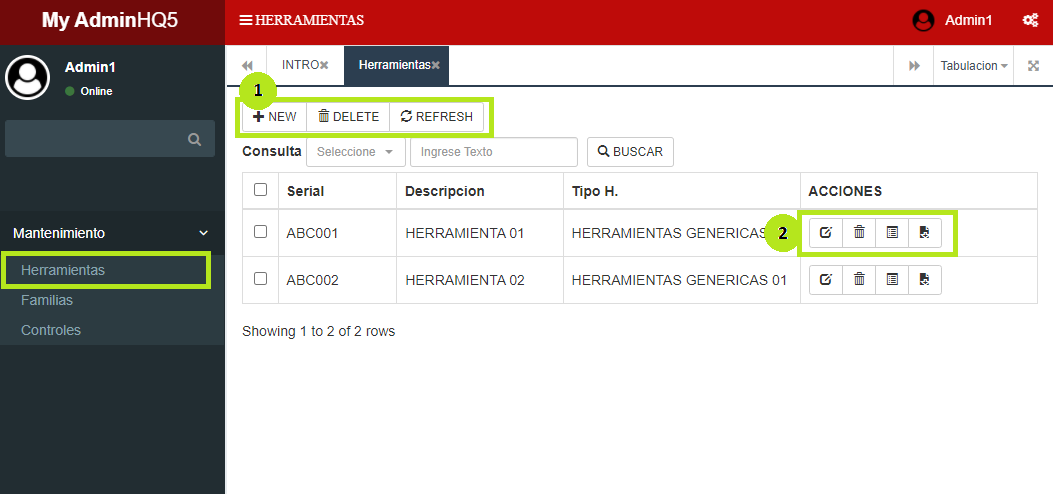 My AdminHQ5
HERRAMIENTAS
Admin1
Admin1
Online
INTRO
Herramientas
Tabulacion
1
NEW
DELETE
REFRESH
Consulta
Seleccione
Ingrese Texto
BUSCAR
Serial Descripcion Tipo H. ACCIONES
ABC001 HERRAMIENTA 01 HERRAMIENTAS GENERICAS 2
ABC002 HERRAMIENTA 02 HERRAMIENTAS GENERICAS 01
Showing 1 to 2 of 2 rows
Mantenimiento
Herramientas
Familias
Controles